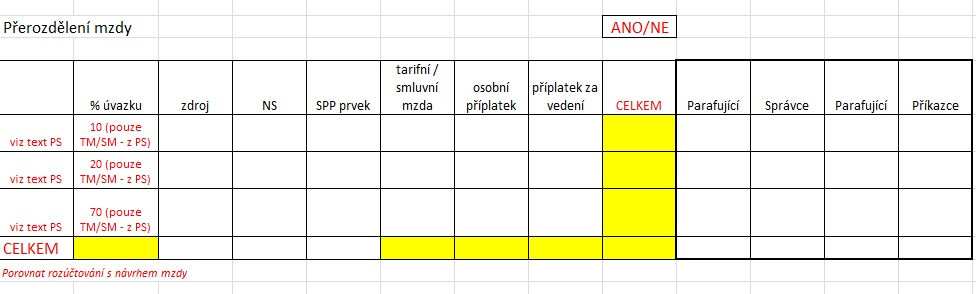 Přerozdělení mzdy ANO/NE
% úvazku zdroj NS SPP prvek tarifní / smluvní mzda osobní příplatek příplatek za vedení CELKEM Parafující Správce Parafující Příkazce
viz text PS 10 (pouze TM/SM - z PS)
viz text PS 20 (pouze TM/SM - z PS)
viz text PS 70 (pouze TM/SM - z PS)
CELKEM
Porovnat rozúčtování s návrhem mzdy